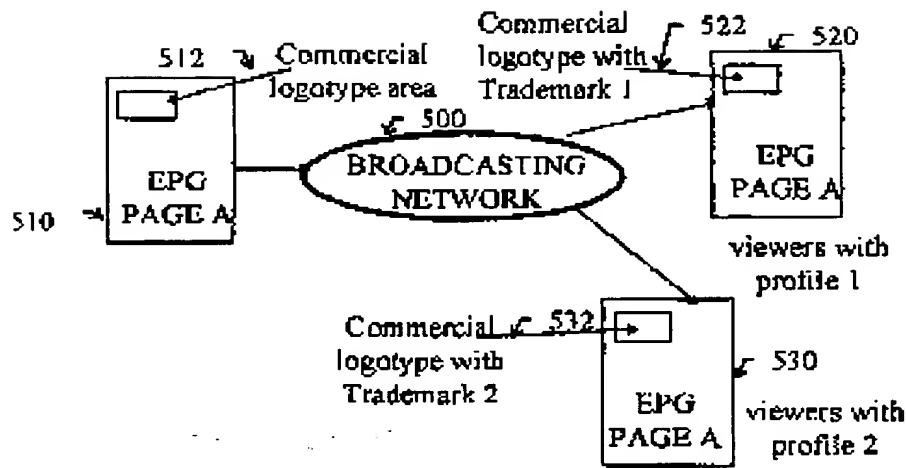 512
Commercial
logotype area
Commercial
logotype with
Trademark 1
522
520
500
BROADCASTING
NETWORK
EPG
PAGE A
510
EPG
PAGE A
viewers with
profile 1
Commercial
logotype with
Trademark 2
532
530
EPG
PAGE A
viewers with
profile 2